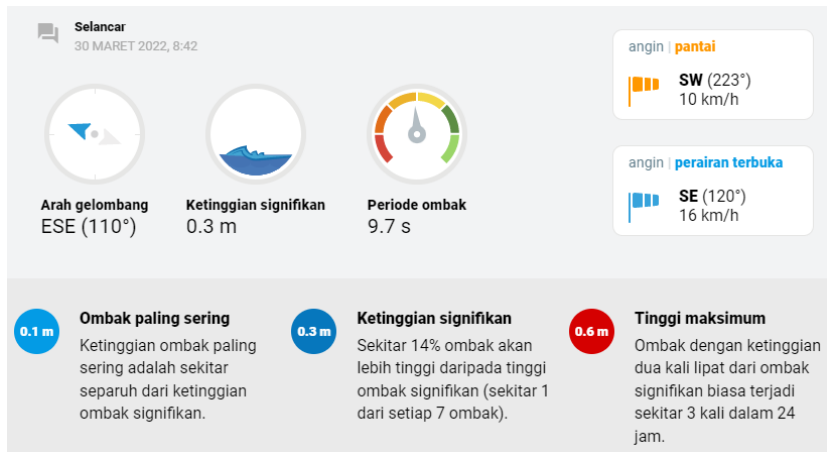 Selancar
30 MARET 2022, 8:42
angin | pantai
SW (223°)
10 km/h
angin | perairan terbuka
SE (120°)
16 km/h
Arah gelombang
ESE (110°)
Ketinggian signifikan
0.3 m
Periode ombak
9.7 s
0.1 m
Ombak paling sering
Ketinggian ombak paling
sering adalah sekitar
separuh dari ketinggian
ombak signifikan.
0.3 m
Ketinggian signifikan
Sekitar 14% ombak akan
lebih tinggi daripada tinggi
ombak signifikan (sekitar 1
dari setiap 7 ombak).
0.6 m
Tinggi maksimum
Ombak dengan ketinggian
dua kali lipat dari ombak
signifikan biasa terjadi
sekitar 3 kali dalam 24
jam.